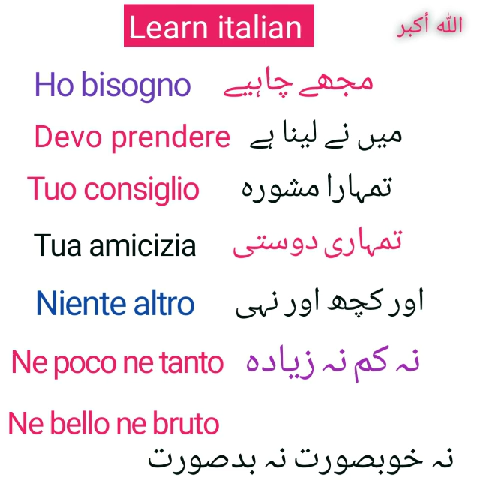 Learn italian
الله أكبر
Ho bisogno مجھے چاہیے
Devo prendere میں نے لینا ہے
Tuo consiglio تمہارا مشورہ
Tua amicizia تمہاری دوستی
Niente altro اور کچھ اور نہی
Ne poco ne tanto نہ کم نہ زیادہ
Ne bello ne bruto
نہ خوبصورت نہ بدصورت